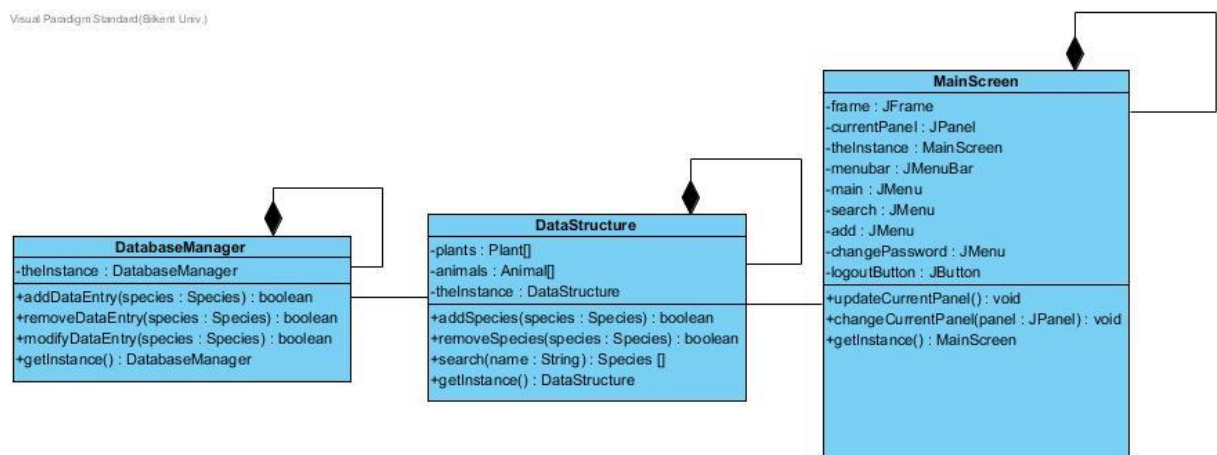 Visual Paradigm Standard(Bilkent Univ.)
DatabaseManager
-theInstance : DatabaseManager
+addDataEntry(species : Species) : boolean
+removeDataEntry(species : Species) : boolean
+modifyDataEntry(species : Species) : boolean
+getInstance() : DatabaseManager
DataStructure
-plants : Plant[]
-animals : Animal[]
-theInstance : DataStructure
+addSpecies(species : Species) : boolean
+removeSpecies(species : Species) : boolean
+search(name : String) : Species []
+getInstance() : DataStructure
MainScreen
-frame : JFrame
-currentPanel : JPanel
-theInstance : MainScreen
-menubar : JMenuBar
-main : JMenu
-search : JMenu
-add : JMenu
-changePassword : JMenu
-logoutButton : JButton
+updateCurrentPanel() : void
+changeCurrentPanel(panel : JPanel) : void
+getInstance() : MainScreen